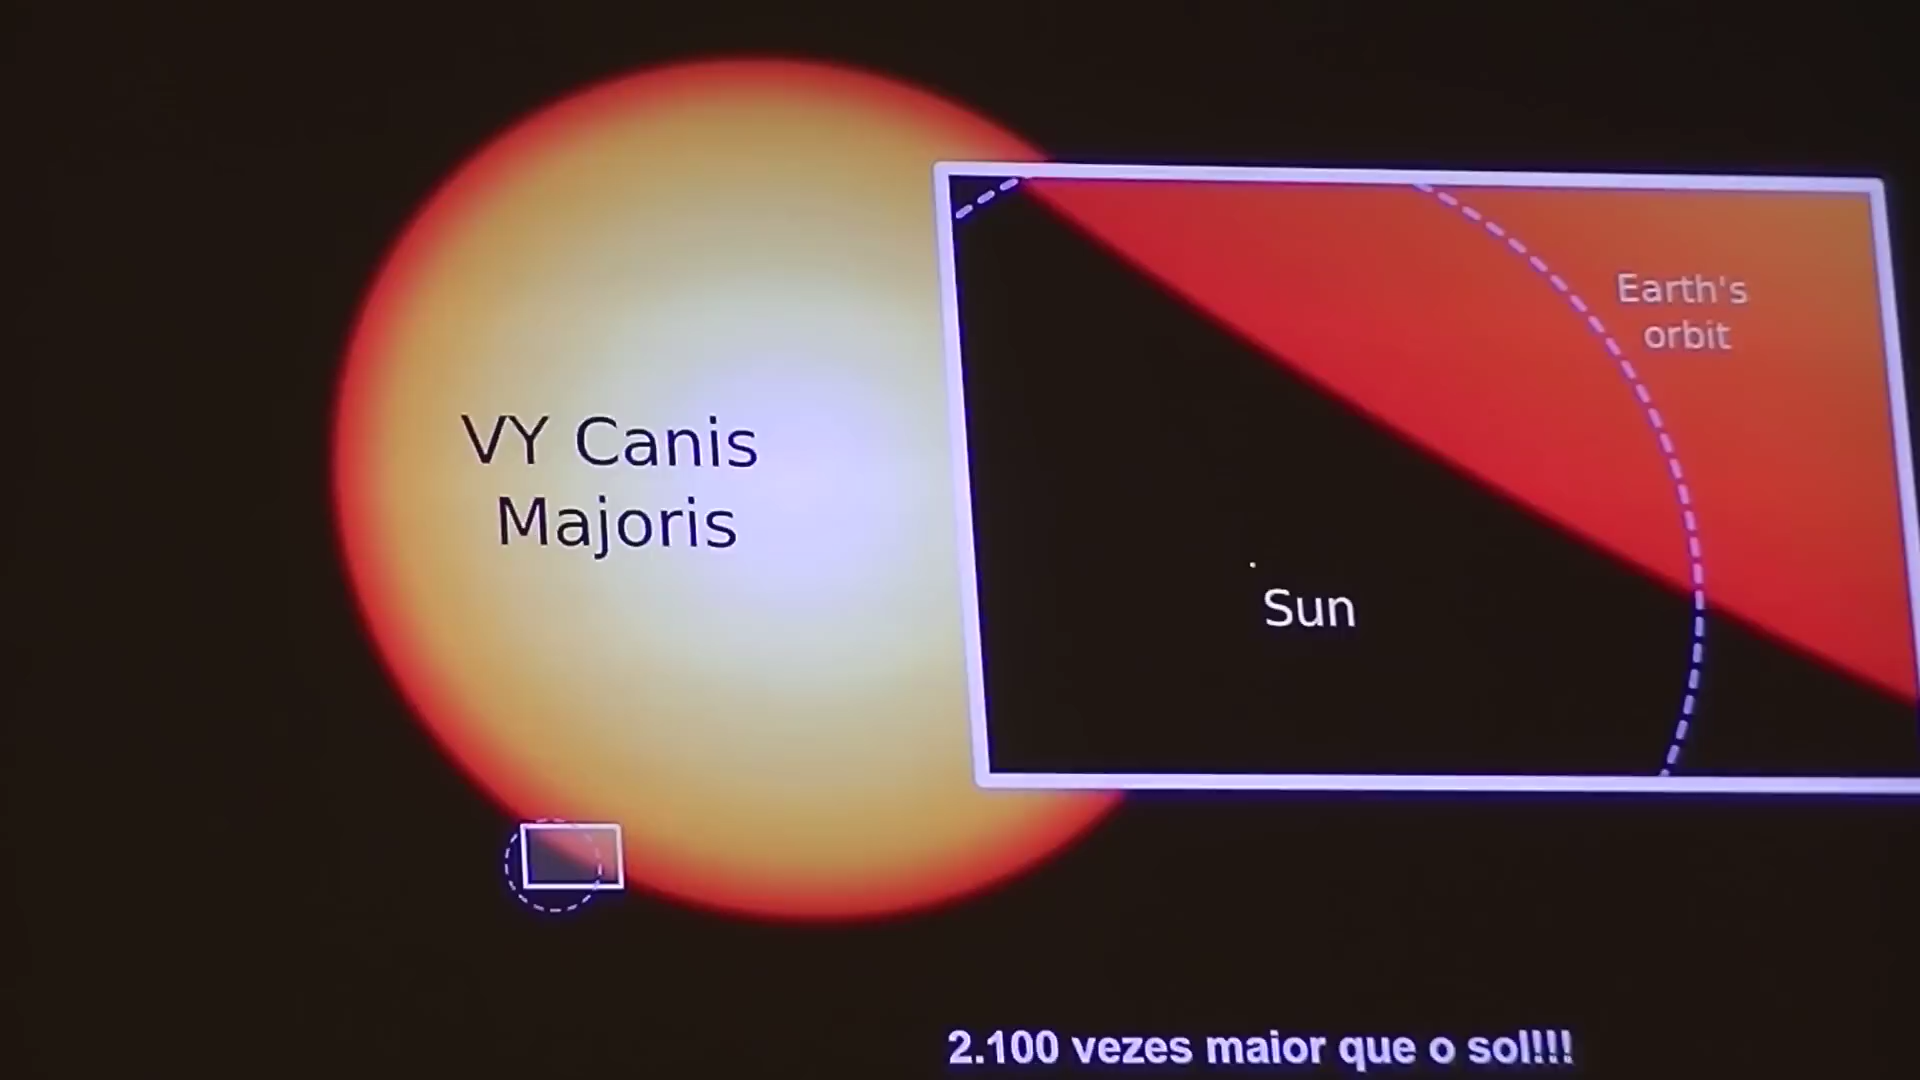 VY Canis
Majoris
Earth's
orbit
Sun
2.100 vezes maior que o sol!!!